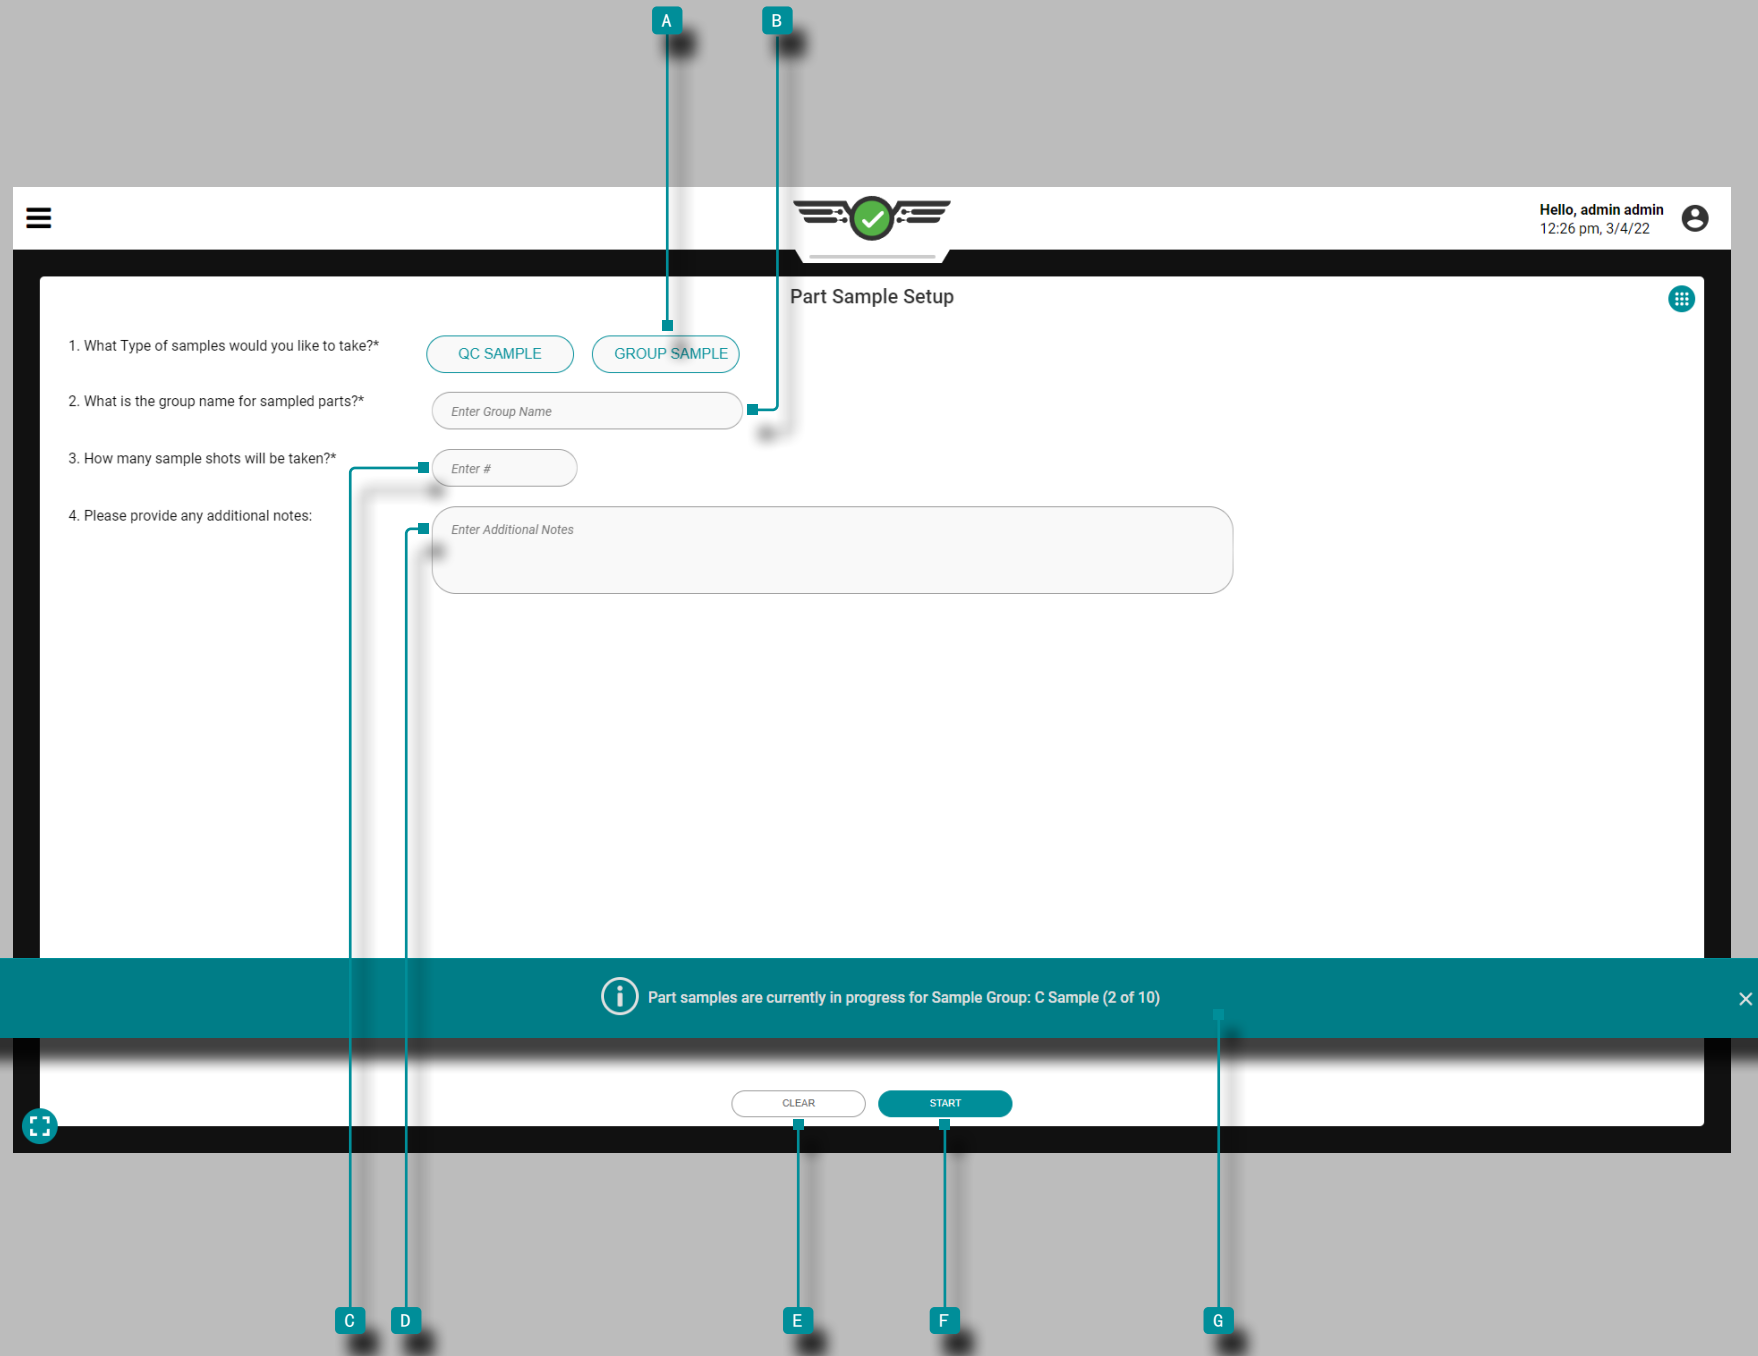 A B
Hello, admin admin
12:26 pm, 3/4/22
Part Sample Setup
1. What Type of samples would you like to take?* QC SAMPLE GROUP SAMPLE
2. What is the group name for sampled parts?* Enter Group Name
3. How many sample shots will be taken?* Enter #
4. Please provide any additional notes: Enter Additional Notes
Part samples are currently in progress for Sample Group: C Sample (2 of 10)
CLEAR START
C D E F G